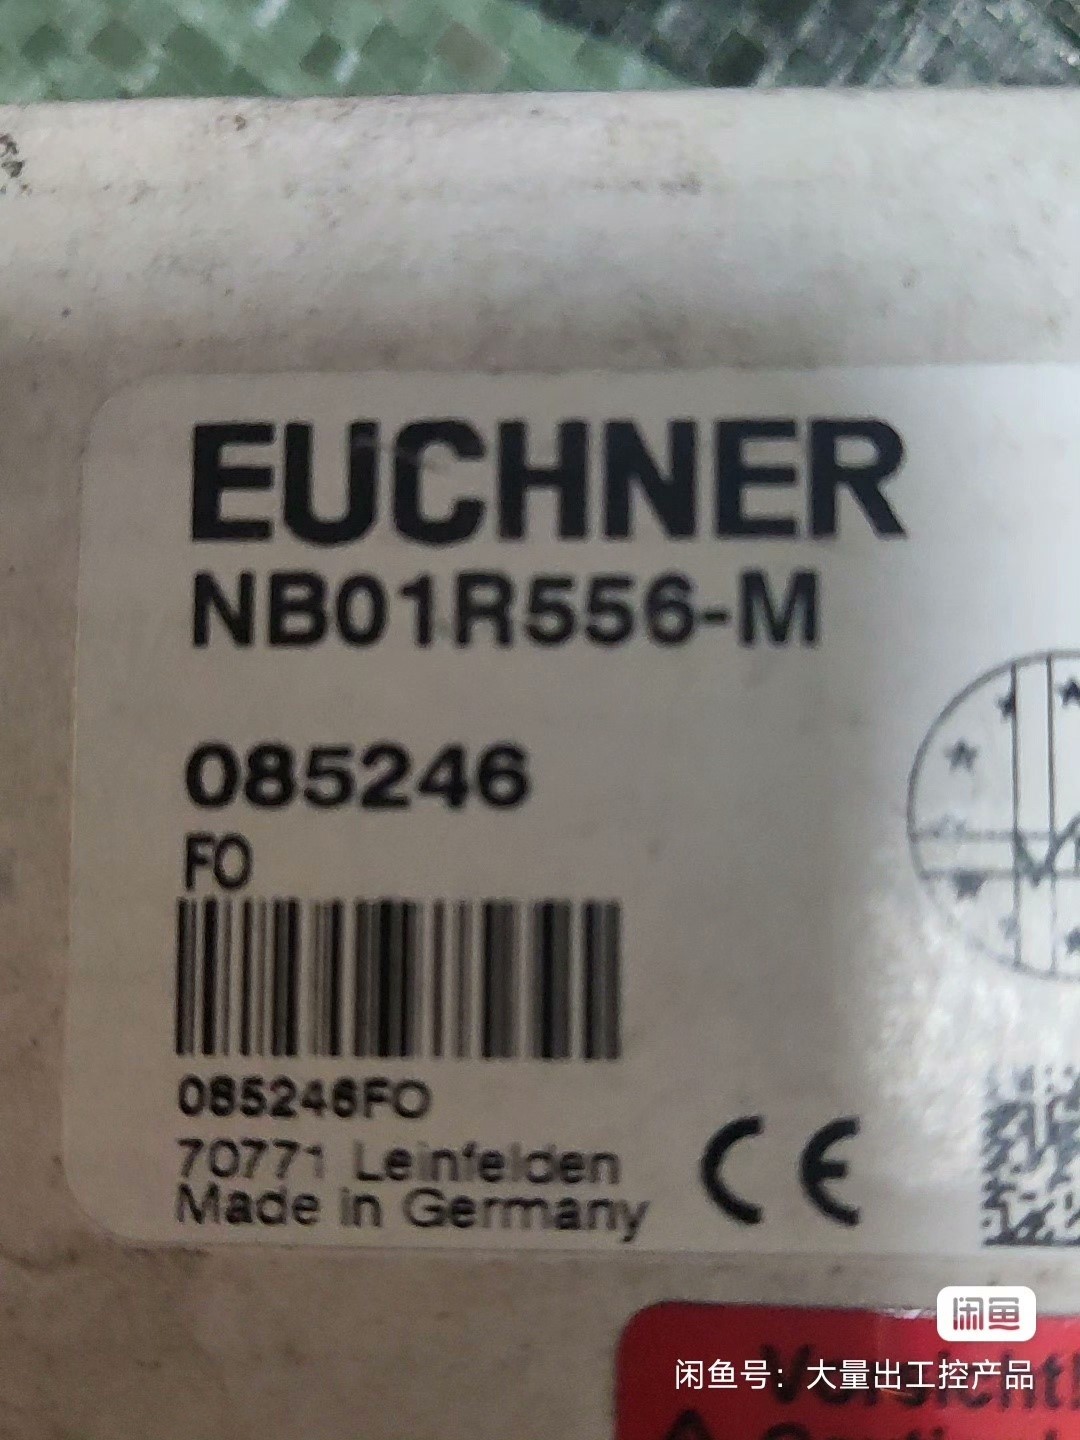 EUCHNER
NB01R556-M
085246
FO
085246FO
70771 Leinfelden
Made in Germany
CE
闲鱼
闲鱼号：大量出工控产品